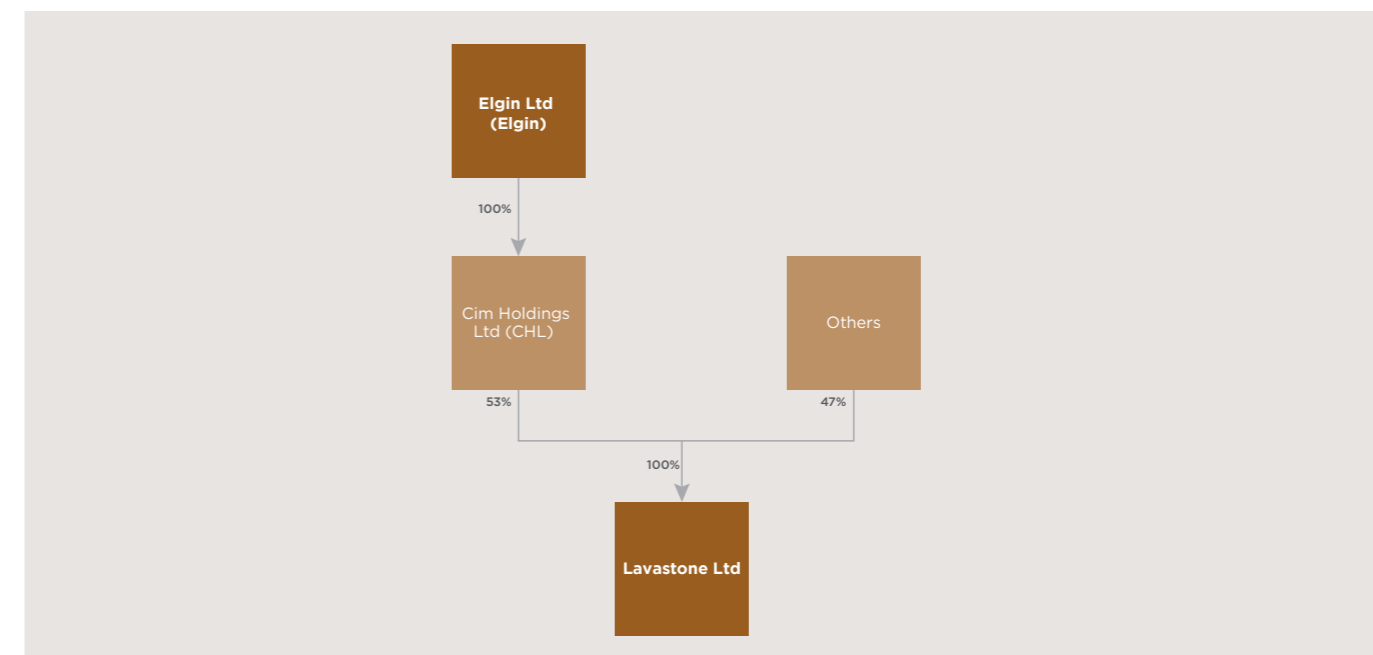 Elgin Ltd
(Elgin)
100%
Cim Holdings
Ltd (CHL)
Others
53%
47%
100%
Lavastone Ltd